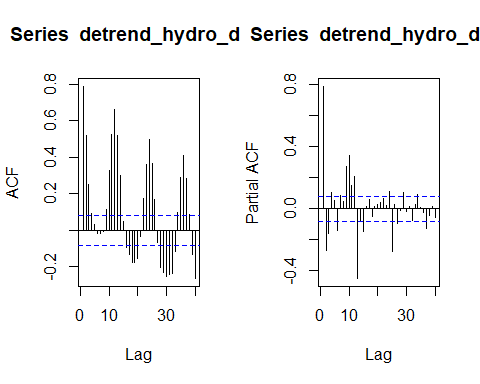 Series detrend_hydro_d
Series detrend_hydro_d
ACF
0.8
0.6
0.4
0.2
-0.2
0
10
30
Lag
Partial ACF
0.8
0.4
0.0
-0.4
0
10
30
Lag